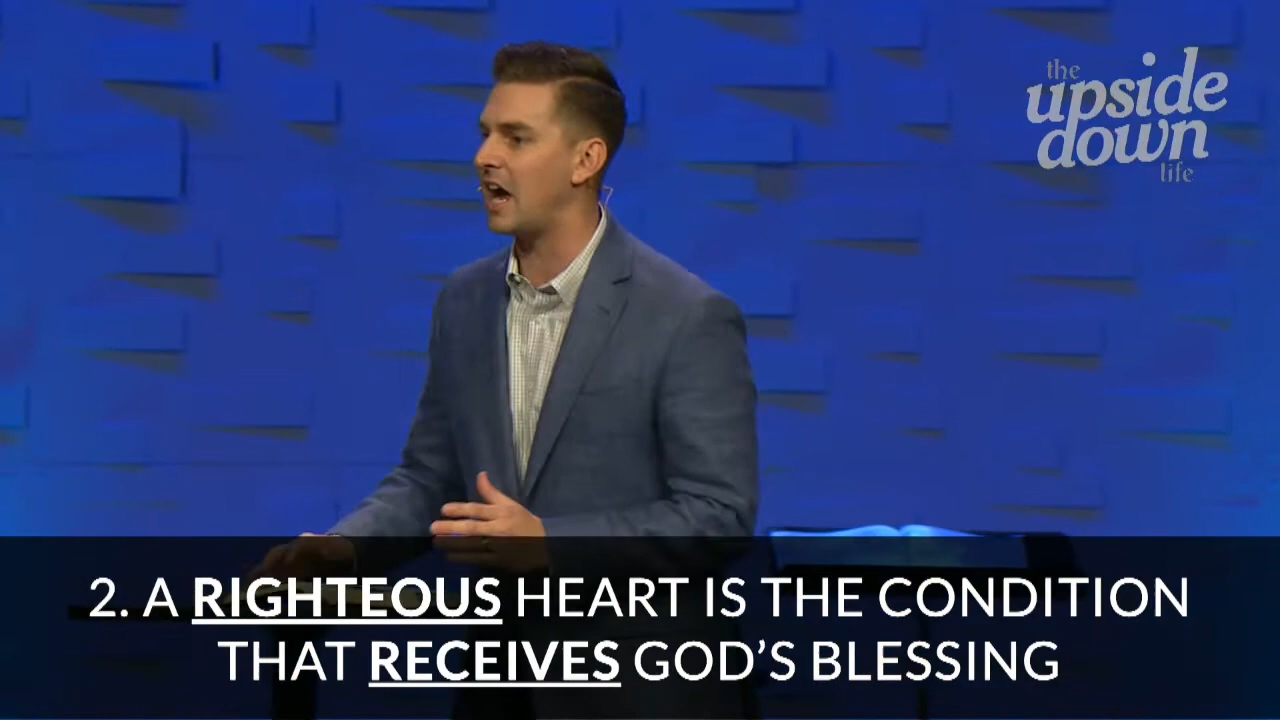 the
upside
down
life
2. A RIGHTEOUS HEART IS THE CONDITION
THAT RECEIVES GOD'S BLESSING